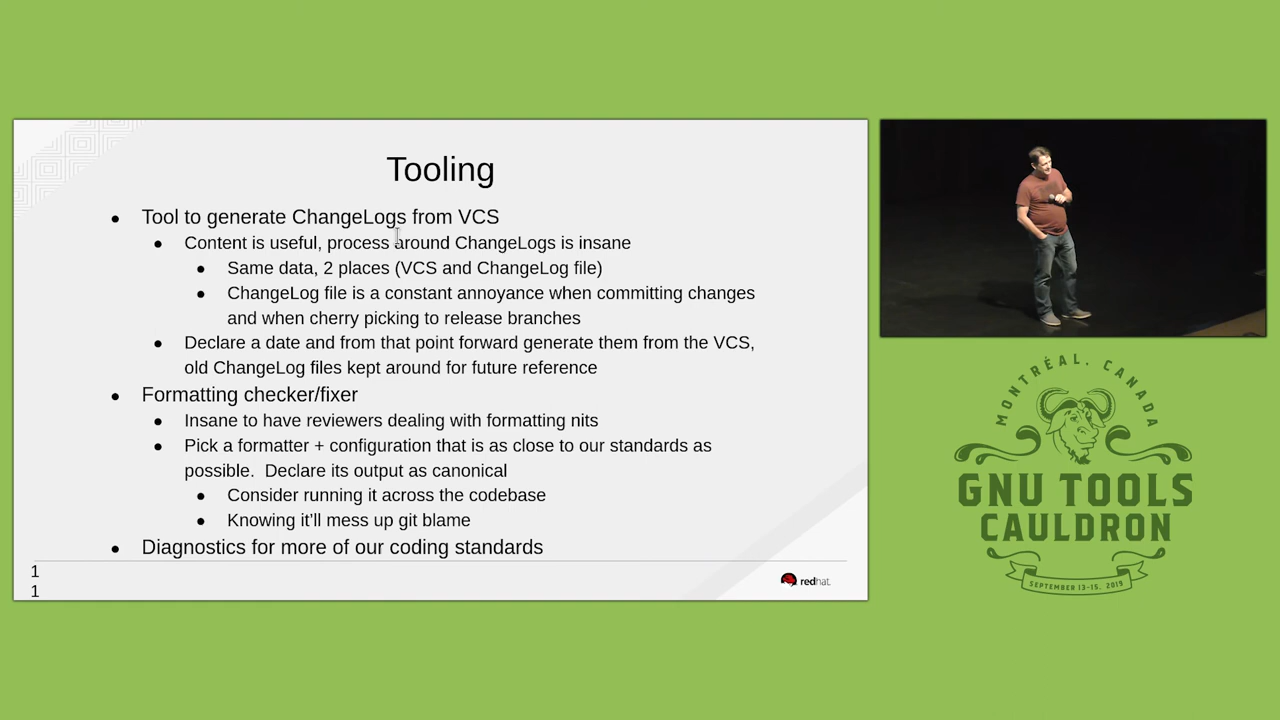 Tooling
● Tool to generate ChangeLogs from VCS
● Content is useful, process around ChangeLogs is insane
● Same data, 2 places (VCS and ChangeLog file)
● ChangeLog file is a constant annoyance when committing changes
and when cherry picking to release branches
● Declare a date and from that point forward generate them from the VCS,
old ChangeLog files kept around for future reference
● Formatting checker/fixer
● Insane to have reviewers dealing with formatting nits
● Pick a formatter + configuration that is as close to our standards as
possible.  Declare its output as canonical
● Consider running it across the codebase
● Knowing it'll mess up git blame
● Diagnostics for more of our coding standards
1
1
redhat.
MONTRÉAL, CANADA
GNU TOOLS
CAULDRON
SEPTEMBER 13-15, 2019